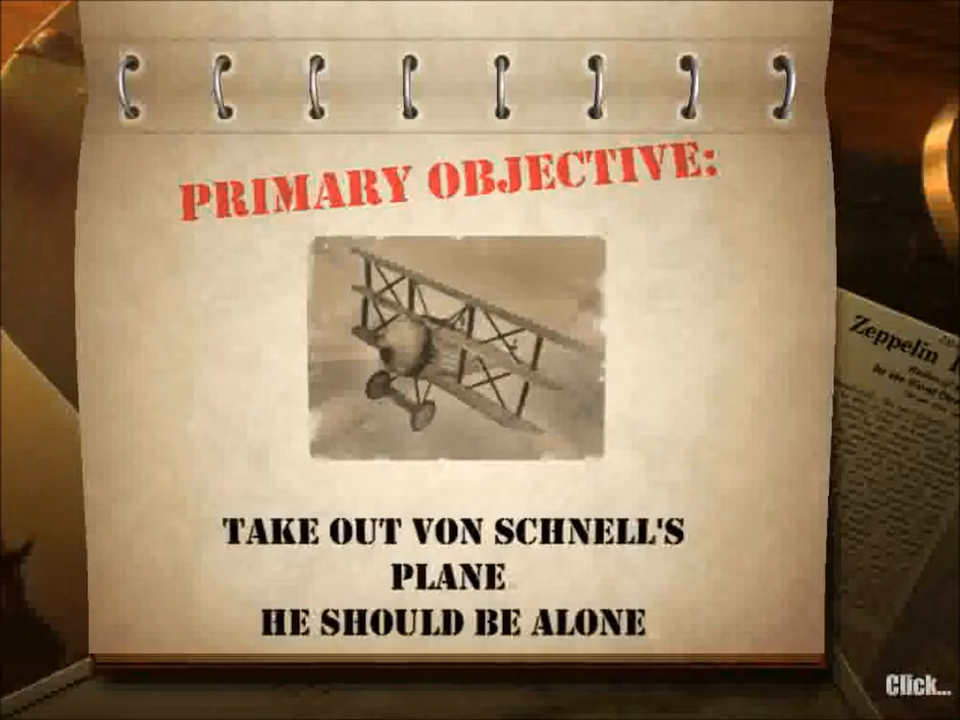 PRIMARY OBJECTIVE:
Zeppelin
TAKE OUT VON SCHNELL'S
PLANE
HE SHOULD BE ALONE
Click...